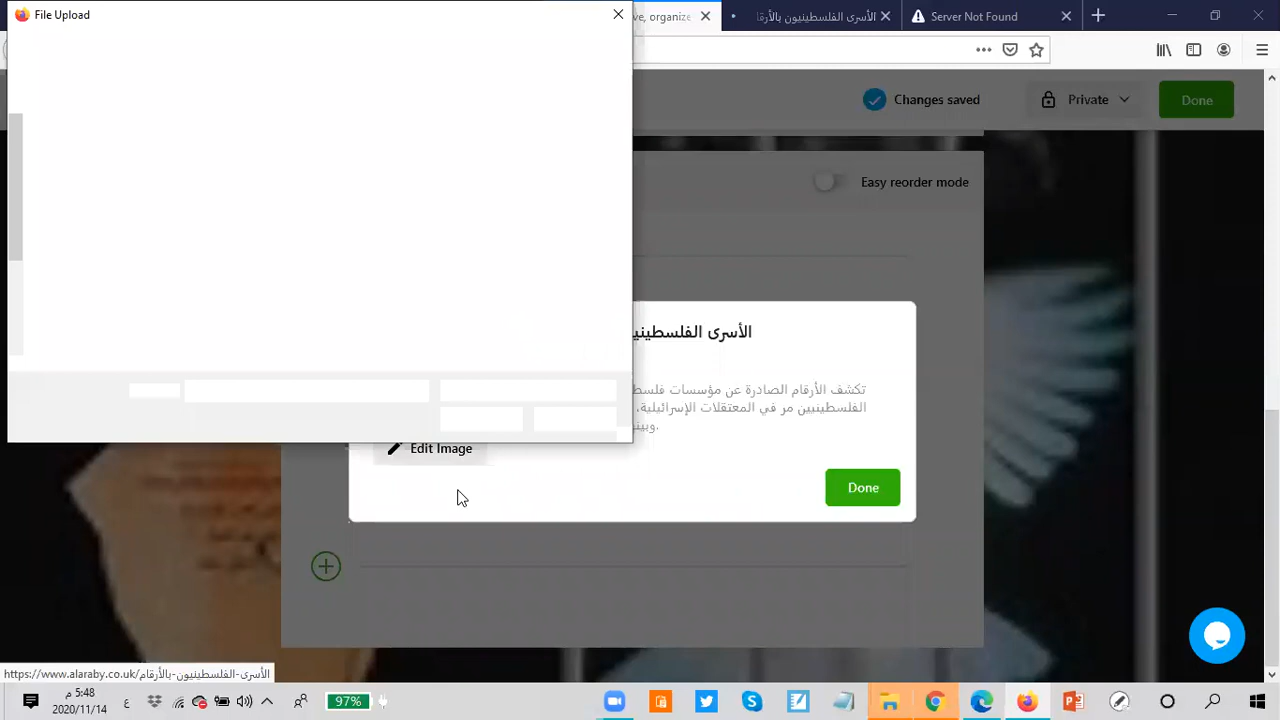 File Upload
ve, organize
الأسرى الفلسطينيون بالأرقا
Server Not Found
Changes saved
Private
Done
Easy reorder mode
الأسرى الفلسطيني
تكشف الأرقام الصادرة عن مؤسسات فلسط
الفلسطينيين مر في المعتقلات الإسرائيلية،
وبين
Edit Image
Done
https://www.alaraby.co.uk/الأسرى-الفلسطينيون-بالأرقام
5:48 م
2020/11/14
ع
97%